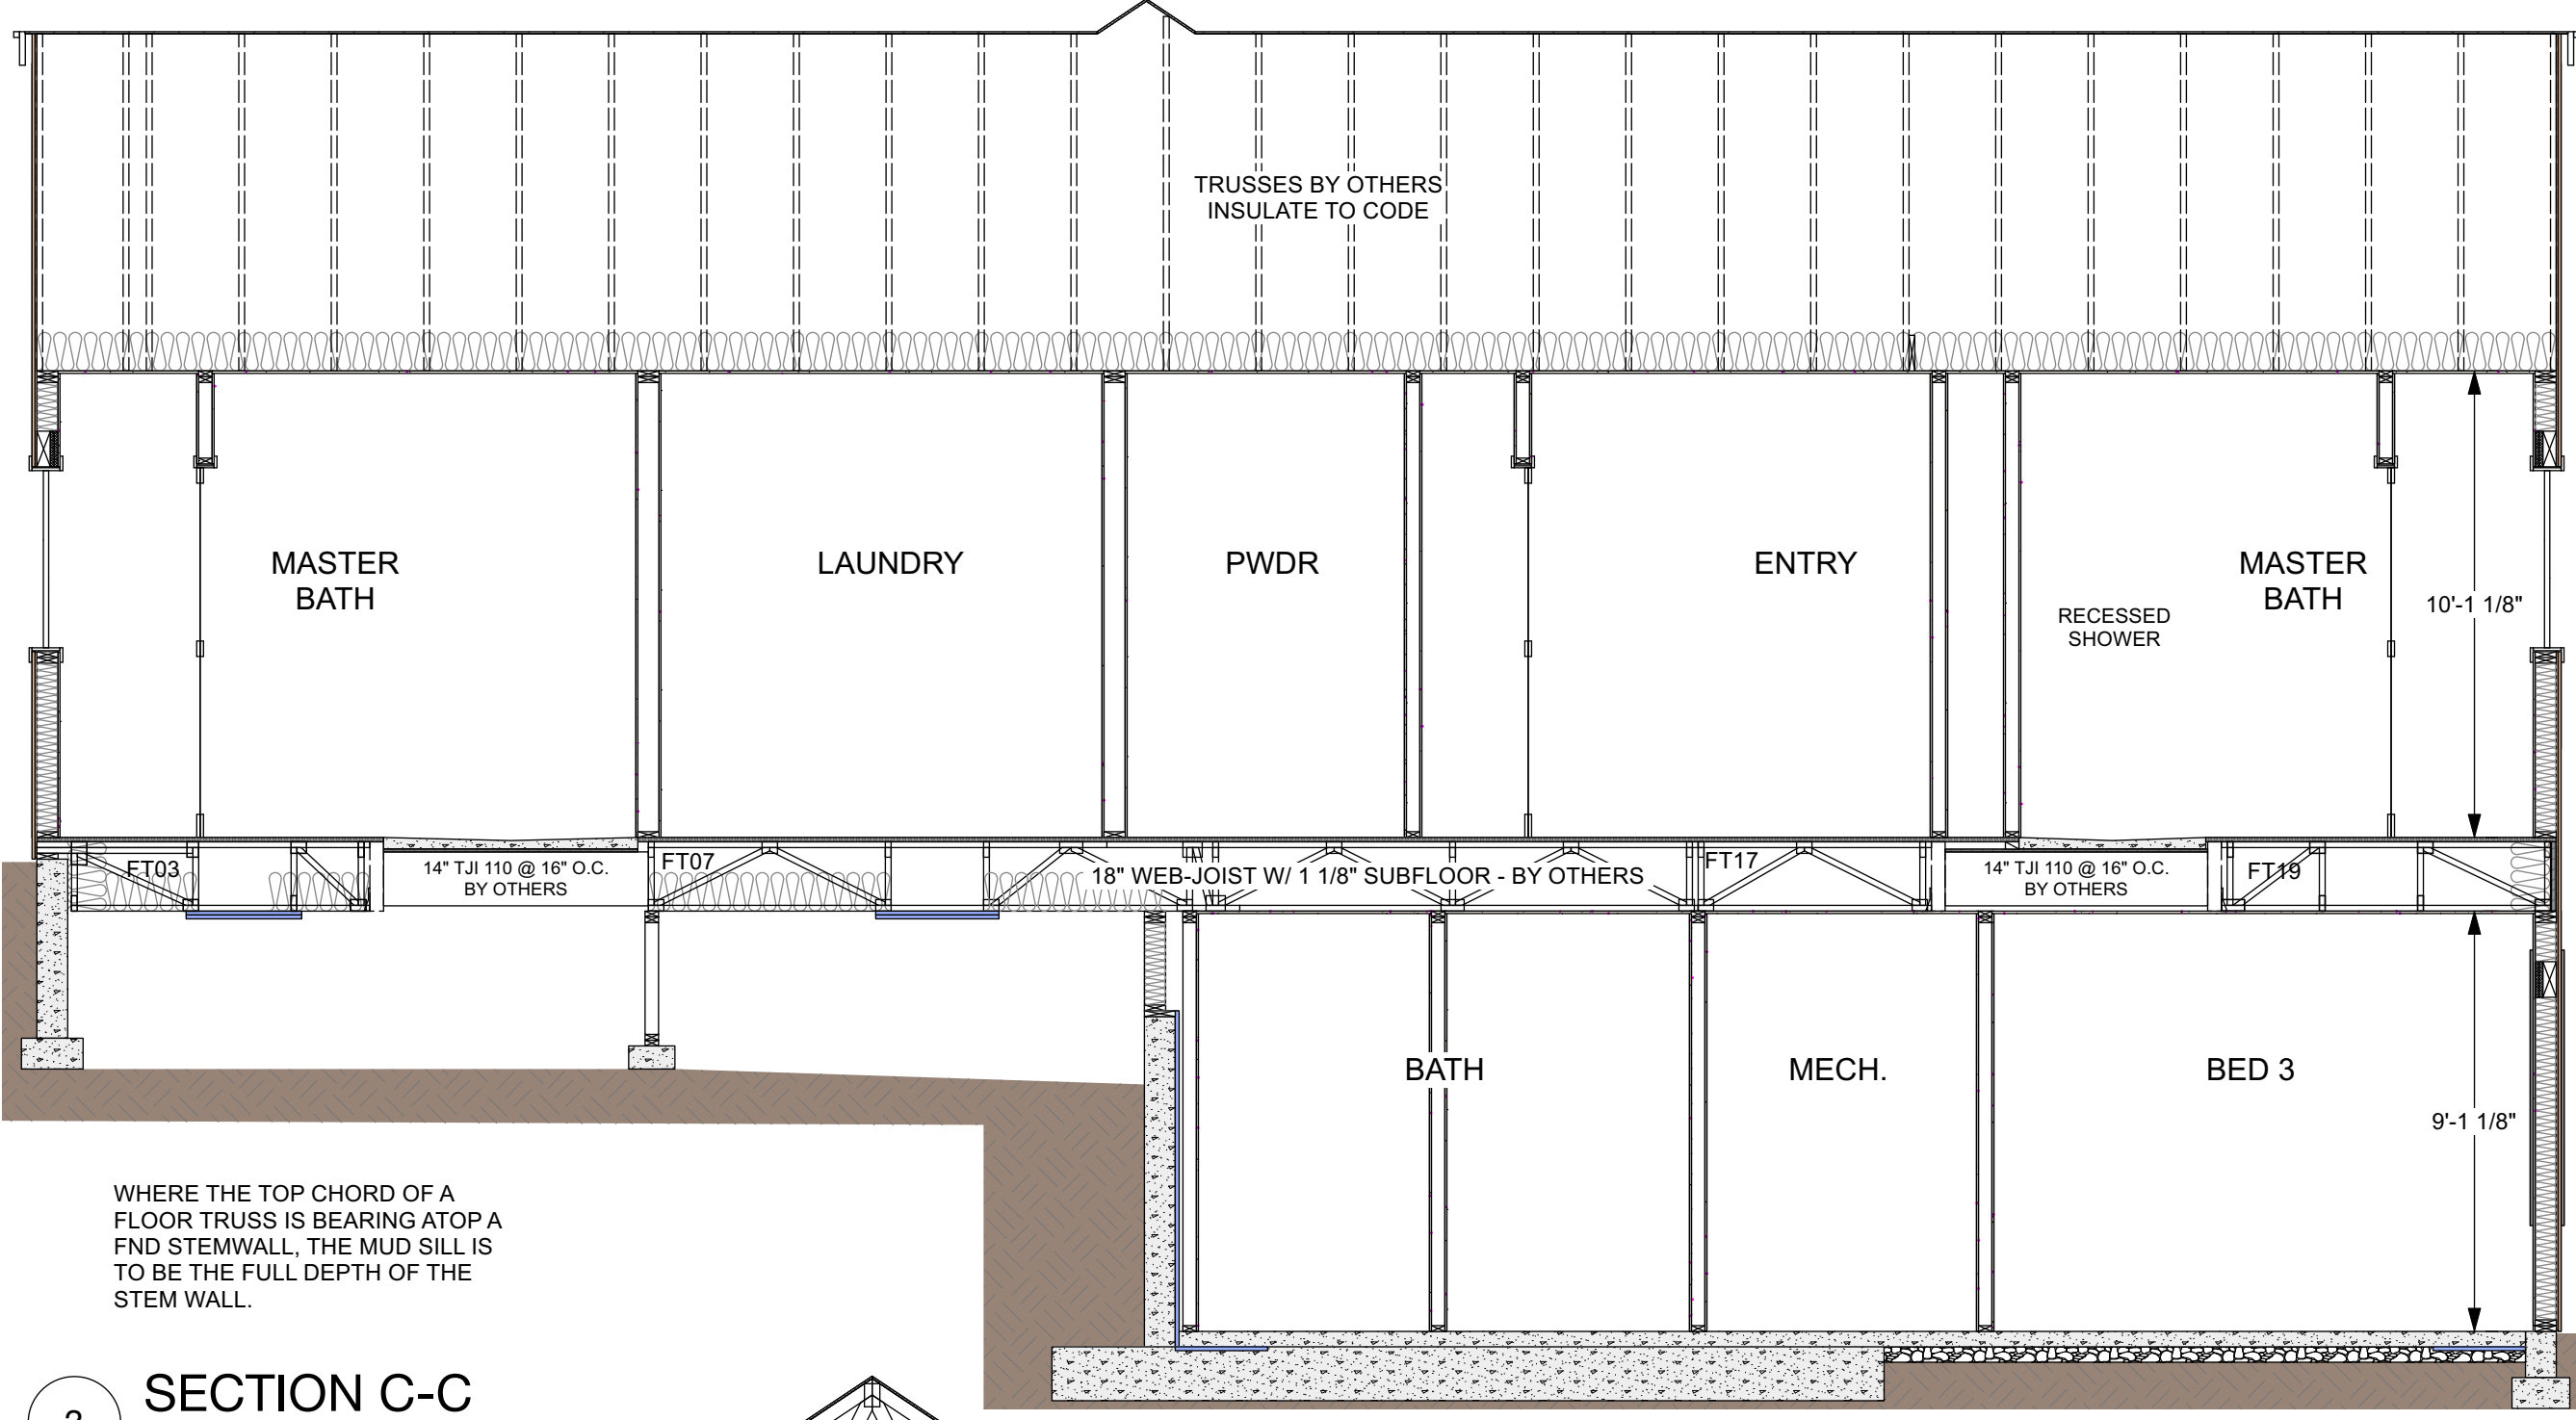 TRUSSES BY OTHERS
INSULATE TO CODE
MASTER
BATH
LAUNDRY
PWDR
ENTRY
MASTER
BATH
RECESSED
SHOWER
10'-1 1/8"
FT03
14" TJI 110 @ 16" O.C.
BY OTHERS
FT07
18" WEB-JOIST W/ 1 1/8" SUBFLOOR - BY OTHERS
FT17
14" TJI 110 @ 16" O.C.
BY OTHERS
FT19
BATH
MECH.
BED 3
9'-1 1/8"
WHERE THE TOP CHORD OF A
FLOOR TRUSS IS BEARING ATOP A
FND STEMWALL, THE MUD SILL IS
TO BE THE FULL DEPTH OF THE
STEM WALL.
SECTION C-C